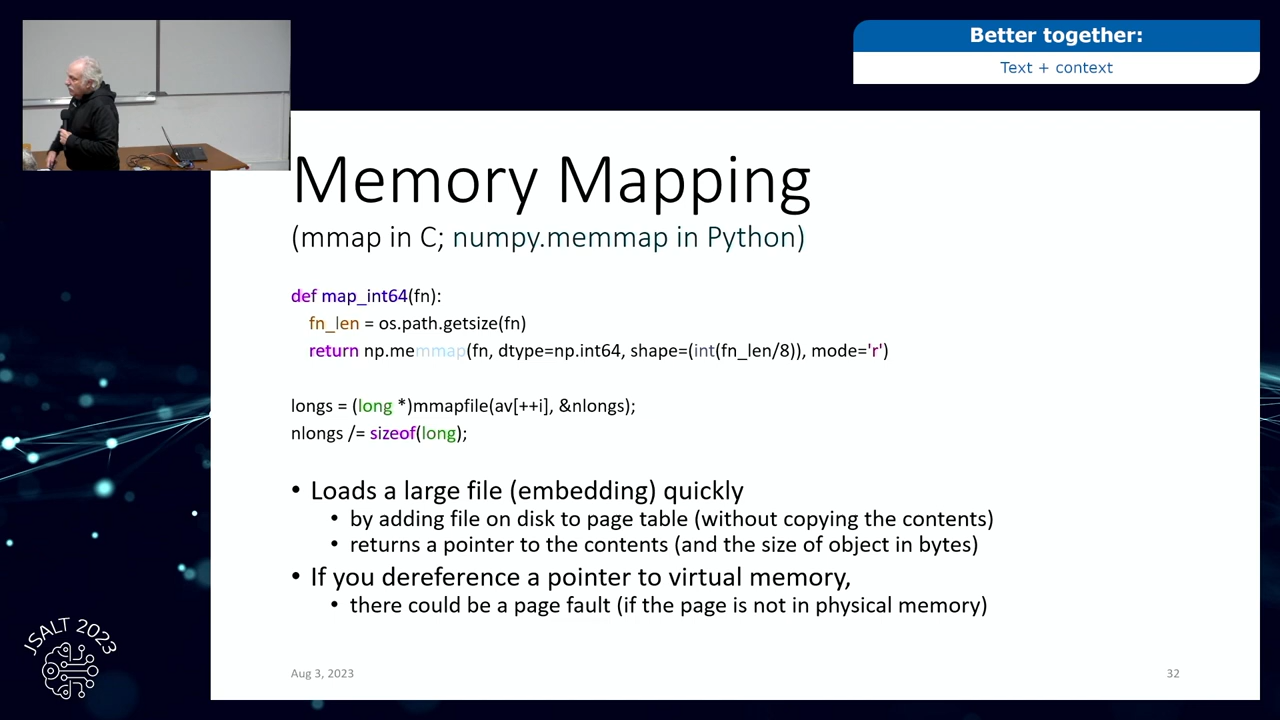 Better together:
Text + context
Memory Mapping
(mmap in C; numpy.memmap in Python)
def map_int64(fn):
fn_len = os.path.getsize(fn)
return np.memmap(fn, dtype=np.int64, shape=(int(fn_len/8)), mode='r')
longs = (long *)mmapfile(av[++i], &nlongs);
nlongs /= sizeof(long);
• Loads a large file (embedding) quickly
• by adding file on disk to page table (without copying the contents)
• returns a pointer to the contents (and the size of object in bytes)
• If you dereference a pointer to virtual memory,
• there could be a page fault (if the page is not in physical memory)
JSALT 2023
Aug 3, 2023
32